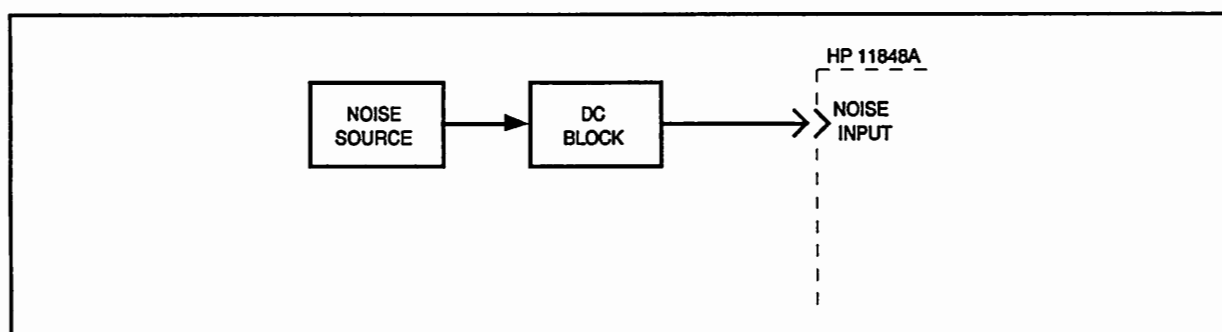 HP 11848A
NOISE
SOURCE
DC
BLOCK
NOISE
INPUT